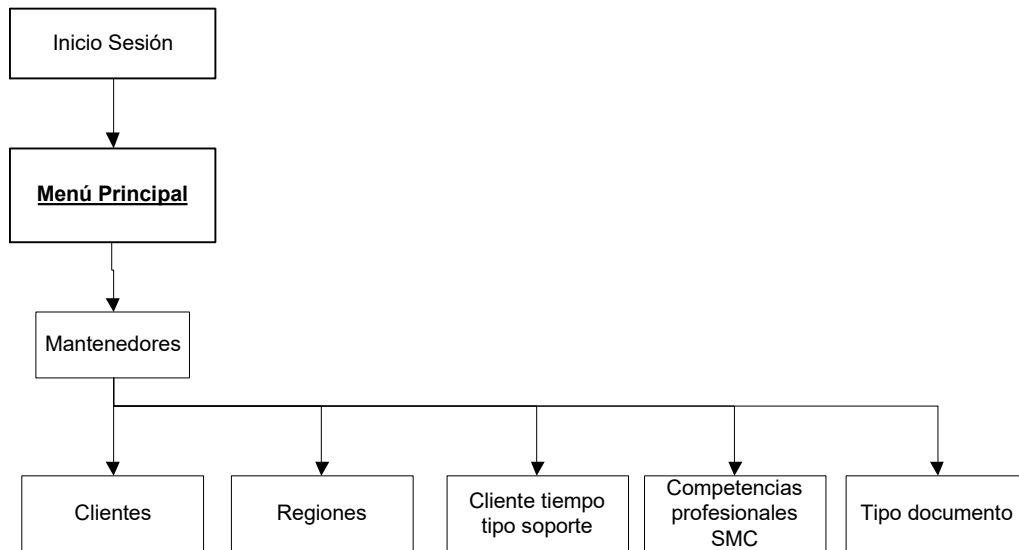 Inicio Sesión
Menú Principal
Mantenedores
Clientes
Regiones
Cliente tiempo
tipo soporte
Competencias
profesionales
SMC
Tipo documento